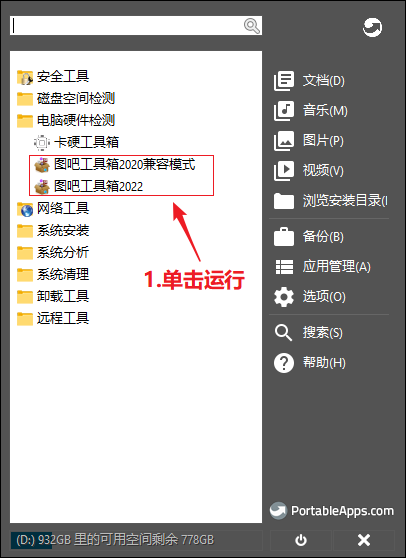 安全工具
磁盘空间检测
电脑硬件检测
卡硬工具箱
图吧工具箱2020兼容模式
图吧工具箱2022
网络工具
系统安装
系统分析
系统清理
卸载工具
远程工具
1.单击运行
文档(D)
音乐(M)
图片(P)
视频(V)
浏览安装目录(
备份(B)
应用管理(A)
选项(O)
搜索(S)
帮助(H)
PortableApps.com
(D:) 932GB 里的可用空间剩余 778GB